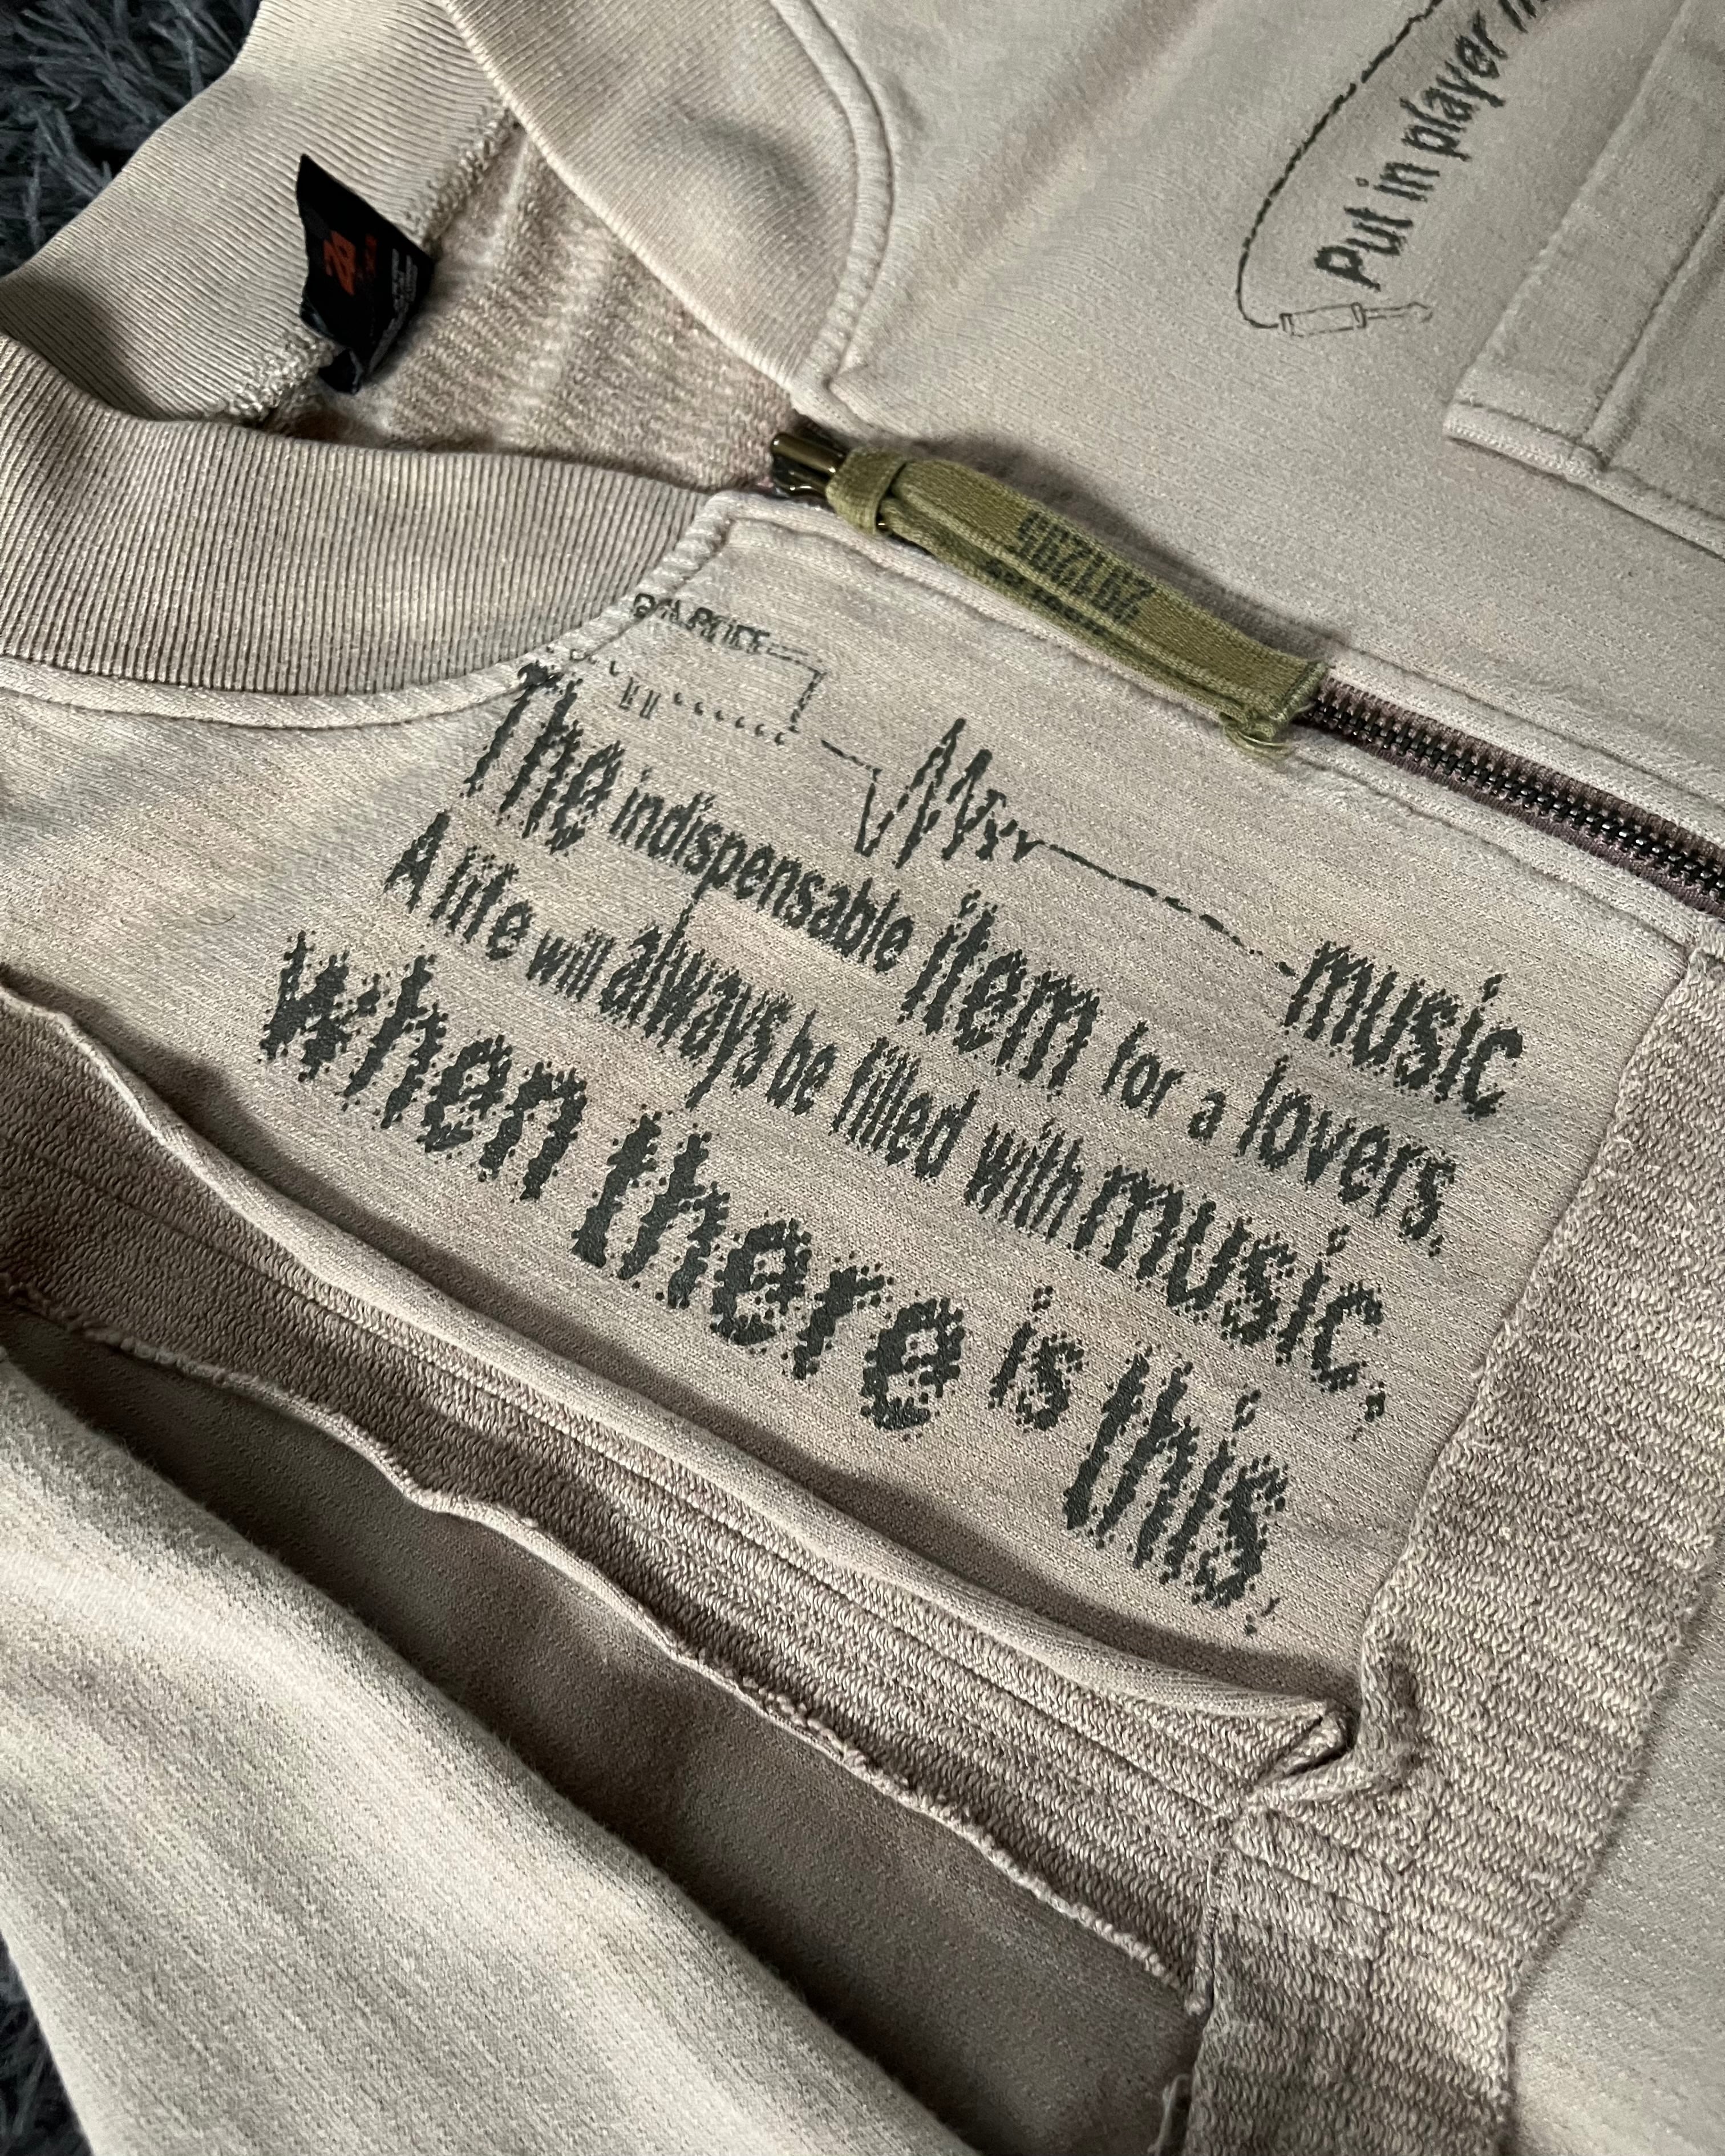 Put in player
The indispensable item for a music lovers.
A life will always be filled with music,
when there is this.